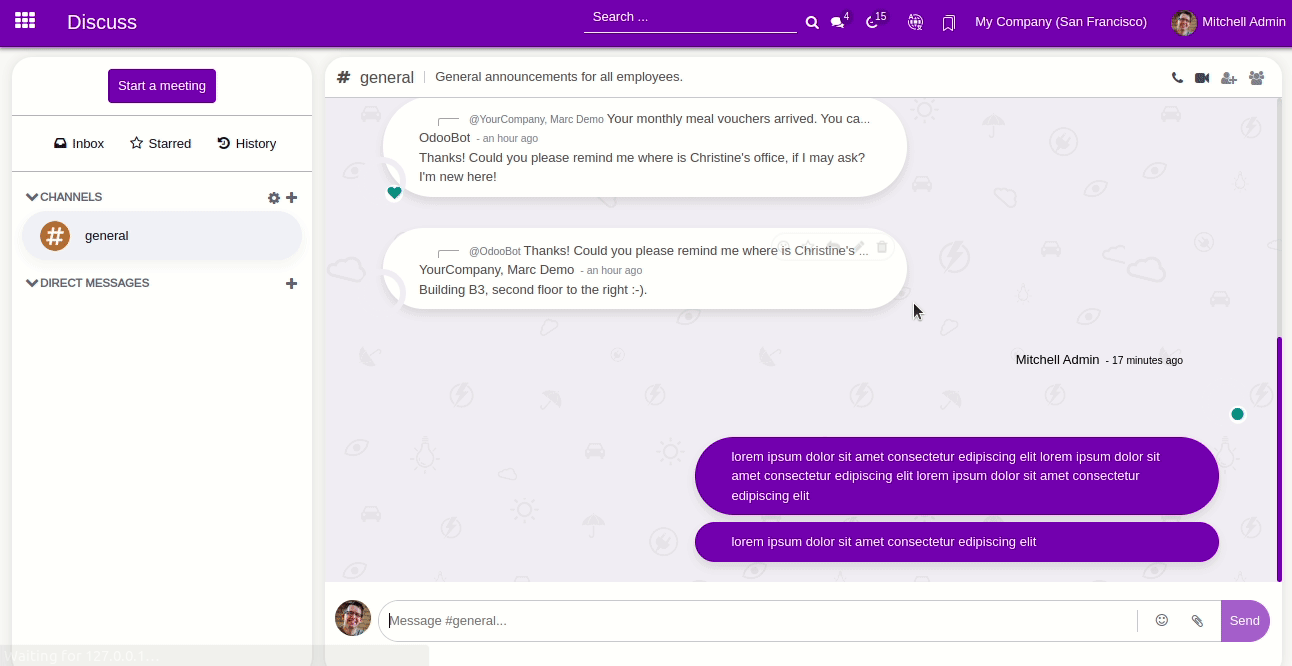 Discuss
Search ...
4
15
My Company (San Francisco)
Mitchell Admin
Start a meeting
Inbox
Starred
History
CHANNELS
general
DIRECT MESSAGES
# general
General announcements for all employees.
@YourCompany, Marc Demo Your monthly meal vouchers arrived. You ca...
OdooBot - an hour ago
Thanks! Could you please remind me where is Christine's office, if I may ask?
I'm new here!
@OdooBot Thanks! Could you please remind me where is Christine's ...
YourCompany, Marc Demo - an hour ago
Building B3, second floor to the right :-).
Mitchell Admin - 17 minutes ago
lorem ipsum dolor sit amet consectetur edipiscing elit lorem ipsum dolor sit
amet consectetur edipiscing elit lorem ipsum dolor sit amet consectetur
edipiscing elit
lorem ipsum dolor sit amet consectetur edipiscing elit
Message #general...
Send
Waiting for 127.0.0.1...